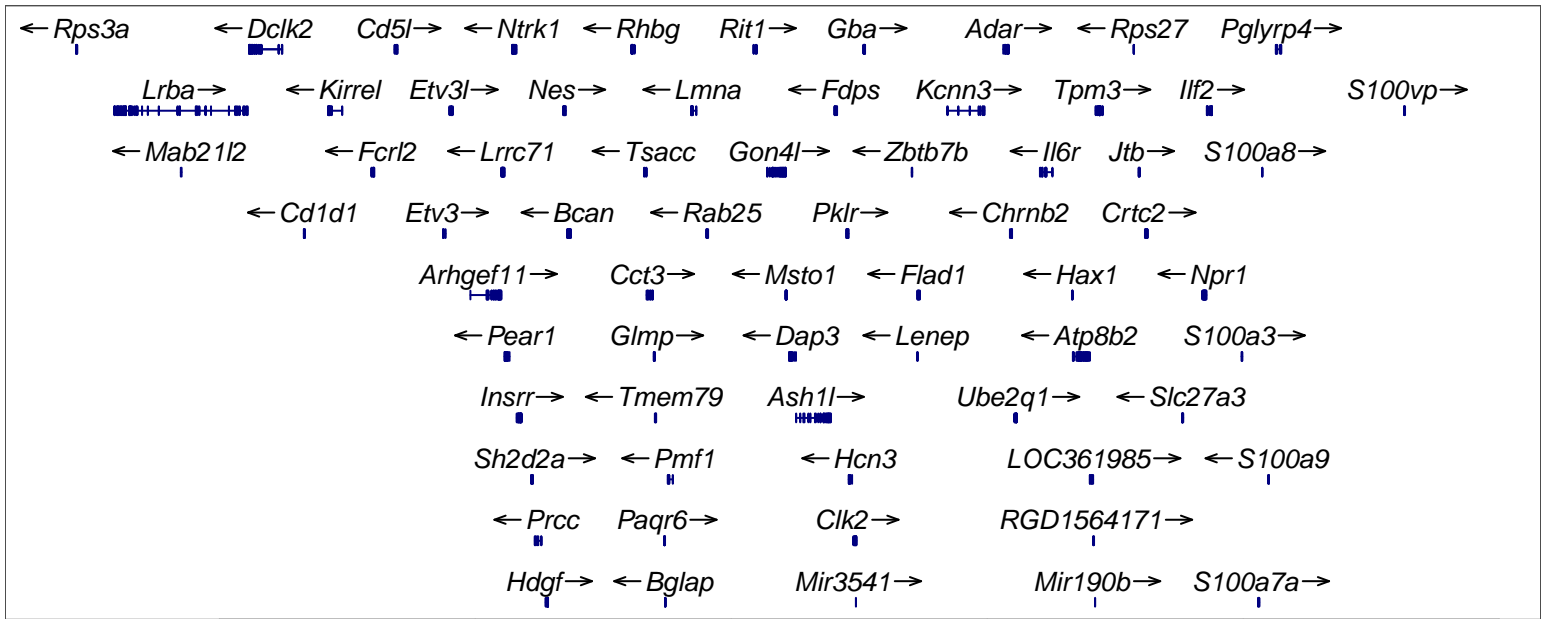 ←Rps3a ←Dclk2 Cd5l→ ←Ntrk1 ←Rhbg Rit1→ Gba→ Adar→ ←Rps27 Pglyrp4→
Lrba→ ←Kirrel Etv3l→ Nes→ ←Lmna ←Fdps Kcnn3→ Tpm3→ Ilf2→ S100vp→
←Mab21l2 ←Fcrl2 ←Lrrc71 ←Tsacc Gon4l→ ←Zbtb7b ←Il6r Jtb→ S100a8→
←Cd1d1 Etv3→ ←Bcan ←Rab25 Pklr→ ←Chrnb2 Crtc2→
Arhgef11→ Cct3→ ←Msto1 ←Flad1 ←Hax1 ←Npr1
←Pear1 Glmp→ ←Dap3 ←Lenep ←Atp8b2 S100a3→
Insrr→ ←Tmem79 Ash1l→ Ube2q1→ ←Slc27a3
Sh2d2a→ ←Pmf1 ←Hcn3 LOC361985→ ←S100a9
←Prcc Paqr6→ Clk2→ RGD1564171→
Hdgf→ ←Bglap Mir3541→ Mir190b→ S100a7a→